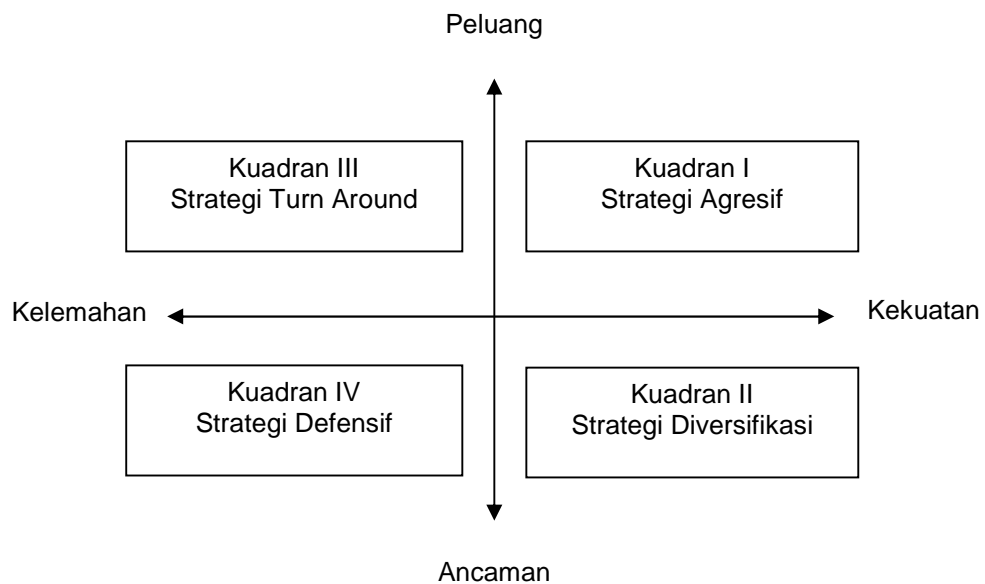 Peluang
Kuadran III
Strategi Turn Around
Kuadran I
Strategi Agresif
Kelemahan
Kekuatan
Kuadran IV
Strategi Defensif
Kuadran II
Strategi Diversifikasi
Ancaman